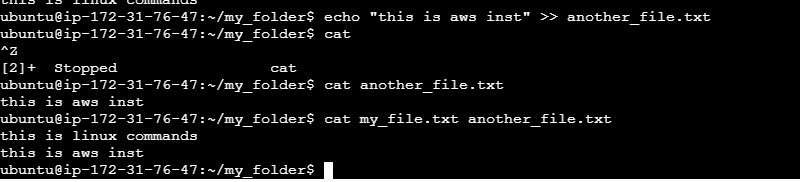 this is linux commands
ubuntu@ip-172-31-76-47:~/my_folder$ echo "this is aws inst" >> another_file.txt
ubuntu@ip-172-31-76-47:~/my_folder$ cat
^Z
[2]+  Stopped                 cat
ubuntu@ip-172-31-76-47:~/my_folder$ cat another_file.txt
this is aws inst
ubuntu@ip-172-31-76-47:~/my_folder$ cat my_file.txt another_file.txt
this is linux commands
this is aws inst
ubuntu@ip-172-31-76-47:~/my_folder$